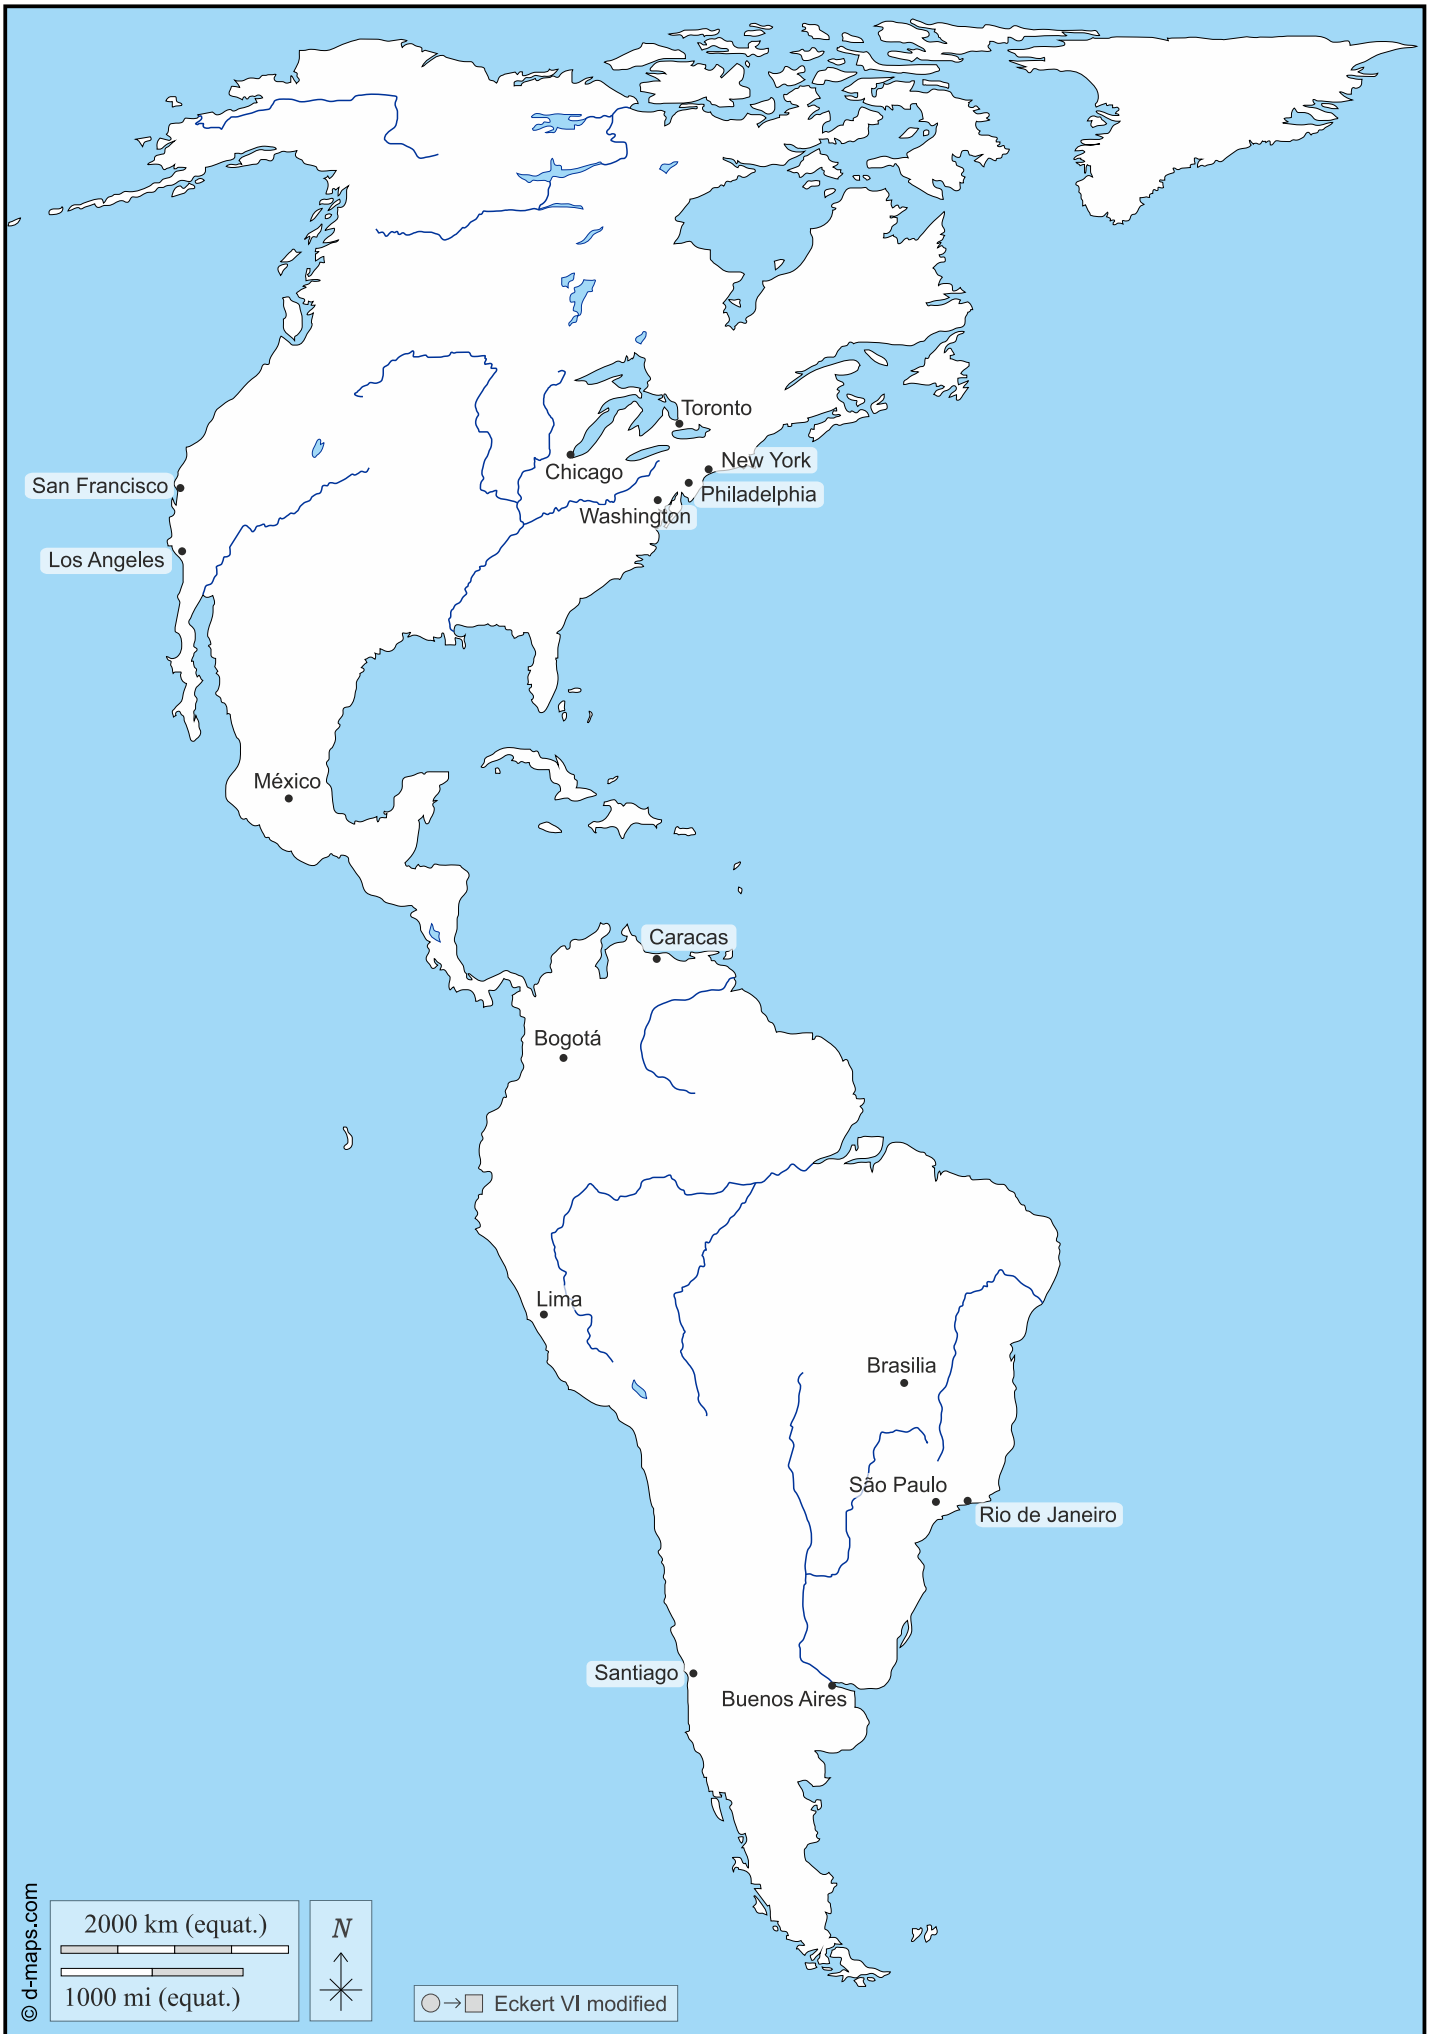 Toronto
New York
Chicago
San Francisco
Philadelphia
Washington
Los Angeles
México
Caracas
Bogotá
Lima
Brasilia
São Paulo
Rio de Janeiro
Santiago
Buenos Aires
© d-maps.com
2000 km (equat.)
1000 mi (equat.)
N
Eckert VI modified